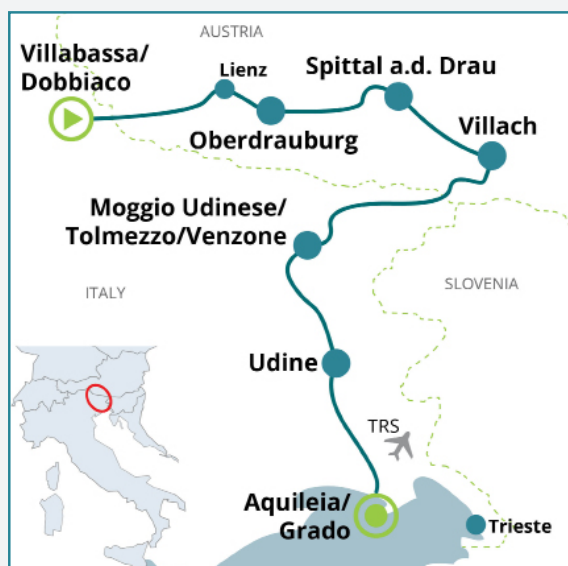 AUSTRIA
Villabassa/
Dobbiaco
Lienz
Spittal a.d. Drau
Oberdrauburg
Villach
Moggio Udinese/
Tolmezzo/Venzone
ITALY
SLOVENIA
Udine
TRS
Aquileia/
Grado
Trieste